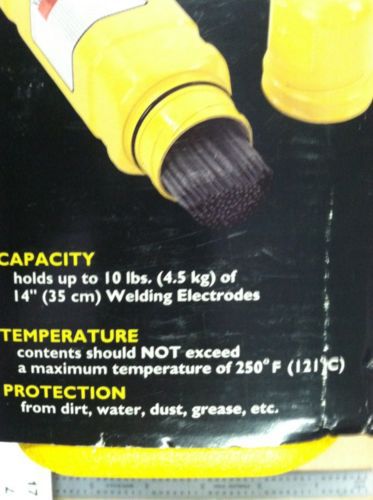 CAPACITY
holds up to 10 lbs. (4.5 kg) of
14" (35 cm) Welding Electrodes
TEMPERATURE
contents should NOT exceed
a maximum temperature of 250°F (121°C)
PROTECTION
from dirt, water, dust, grease, etc.
17